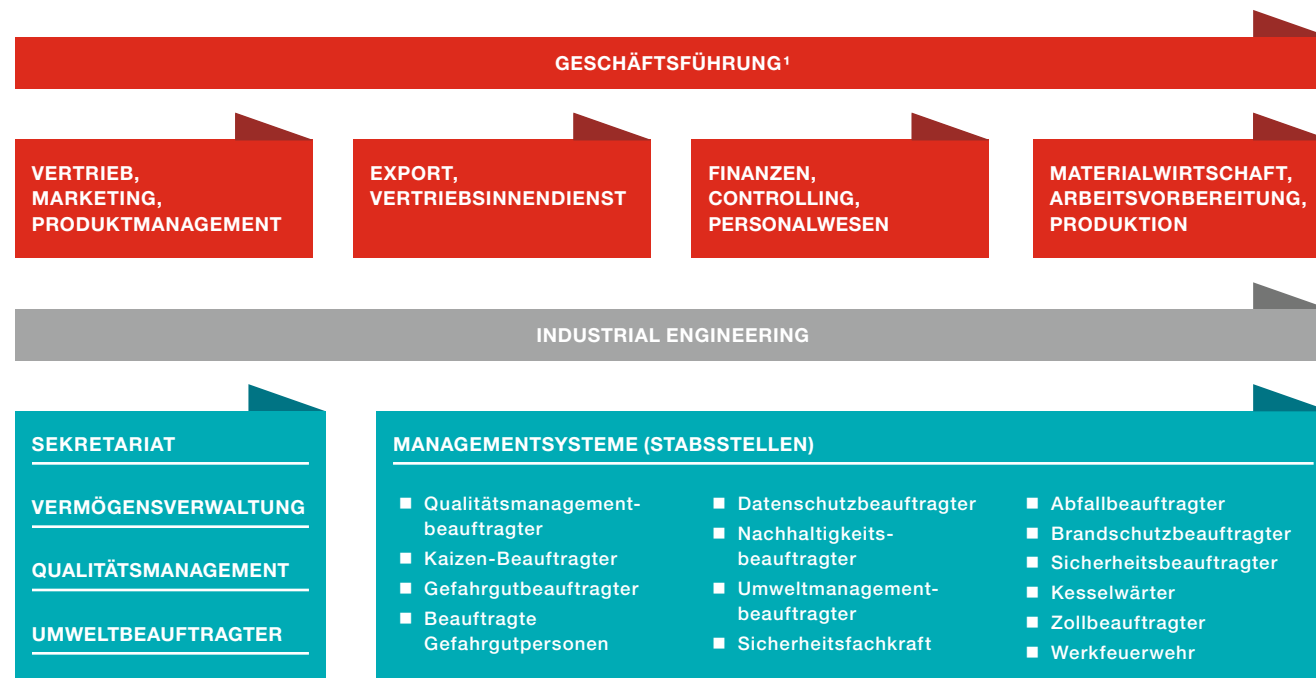 GESCHÄFTSFÜHRUNG¹
VERTRIEB,
MARKETING,
PRODUKTMANAGEMENT
EXPORT,
VERTRIEBSINNENDIENST
FINANZEN,
CONTROLLING,
PERSONALWESEN
MATERIALWIRTSCHAFT,
ARBEITSVORBEREITUNG,
PRODUKTION
INDUSTRIAL ENGINEERING
SEKRETARIAT
VERMÖGENSVERWALTUNG
QUALITÄTSMANAGEMENT
UMWELTBEAUFTRAGTER
MANAGEMENTSYSTEME (STABSSTELLEN)
■ Qualitätsmanagement-
beauftragter
■ Kaizen-Beauftragter
■ Gefahrgutbeauftragter
■ Beauftragte
Gefahrgutpersonen
■ Datenschutzbeauftragter
■ Nachhaltigkeits-
beauftragter
■ Umweltmanagement-
beauftragter
■ Sicherheitsfachkraft
■ Abfallbeauftragter
■ Brandschutzbeauftragter
■ Sicherheitsbeauftragter
■ Kesselwärter
■ Zollbeauftragter
■ Werkfeuerwehr